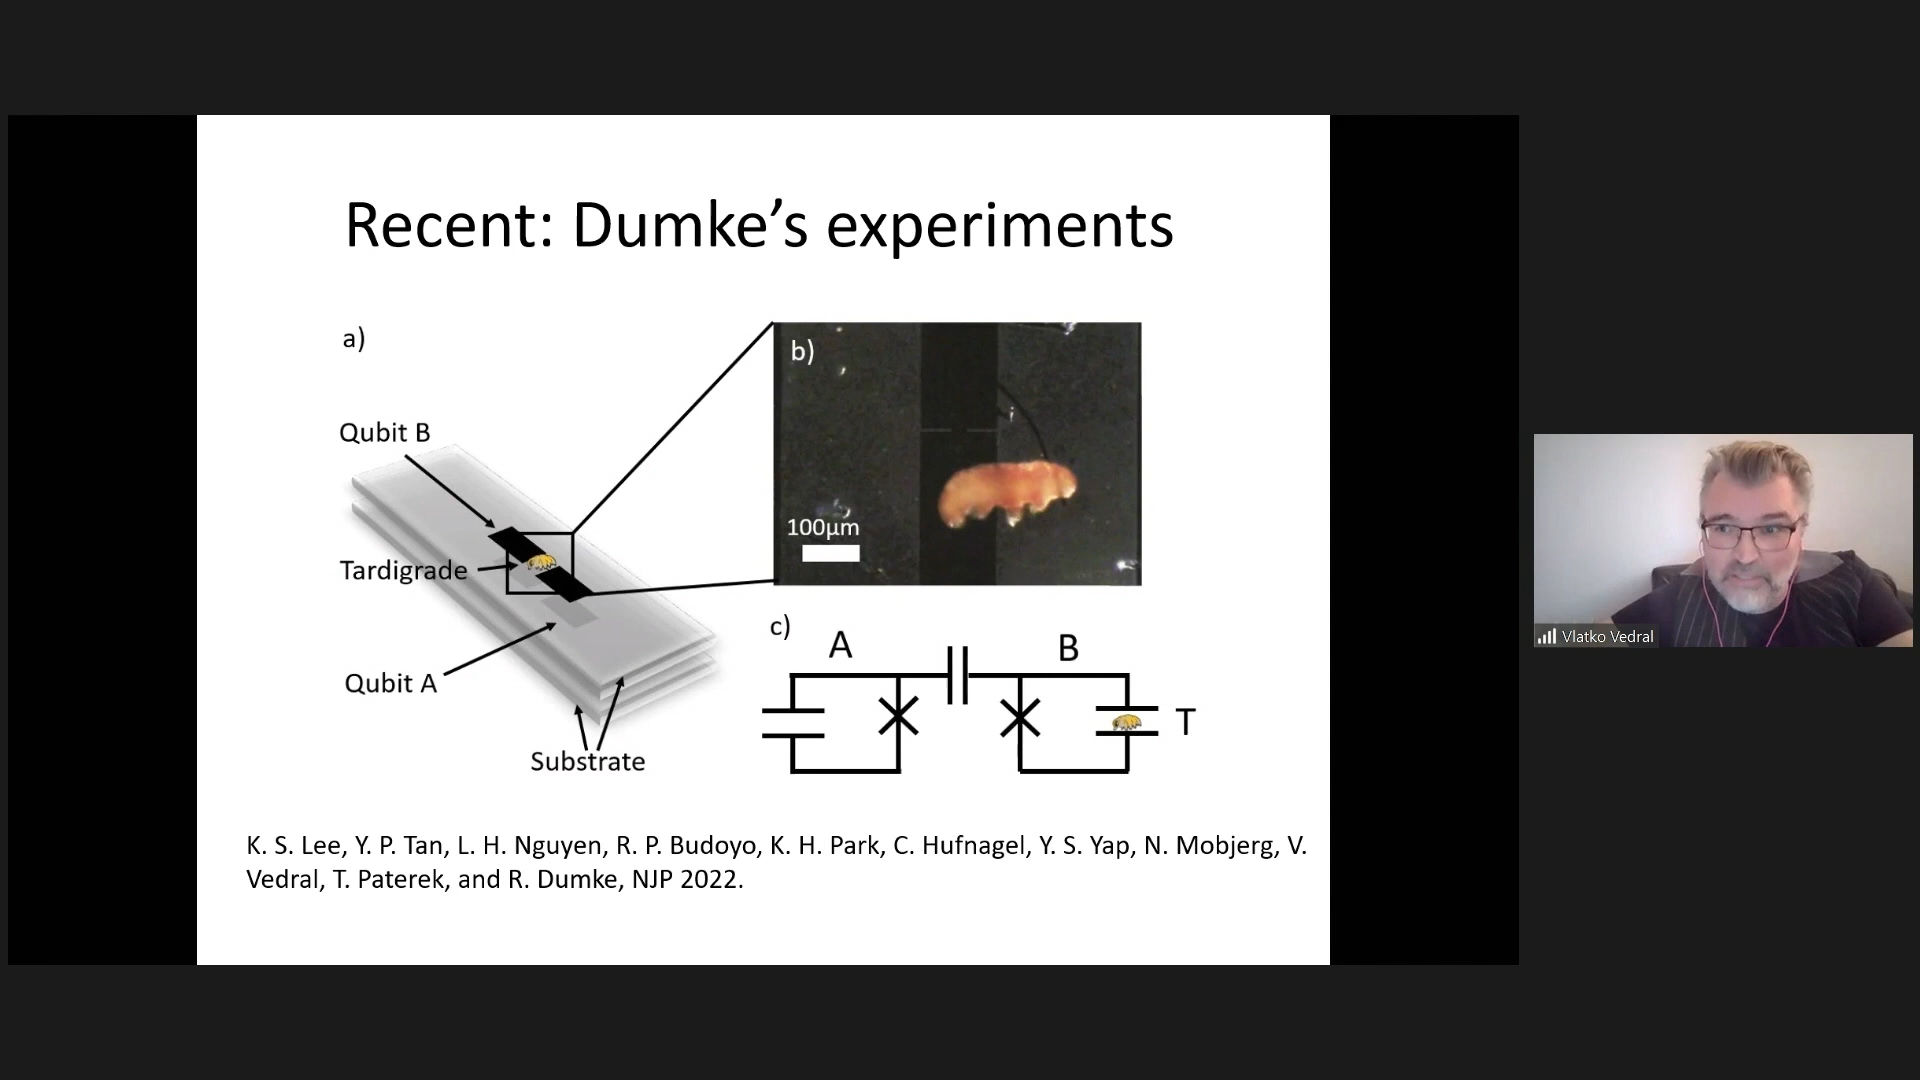 Recent: Dumke’s experiments
a)
b)
Qubit B
100µm
Tardigrade
c)
A
B
Qubit A
T
Substrate
K. S. Lee, Y. P. Tan, L. H. Nguyen, R. P. Budoyo, K. H. Park, C. Hufnagel, Y. S. Yap, N. Mobjerg, V.
Vedral, T. Paterek, and R. Dumke, NJP 2022.
Vlatko Vedral